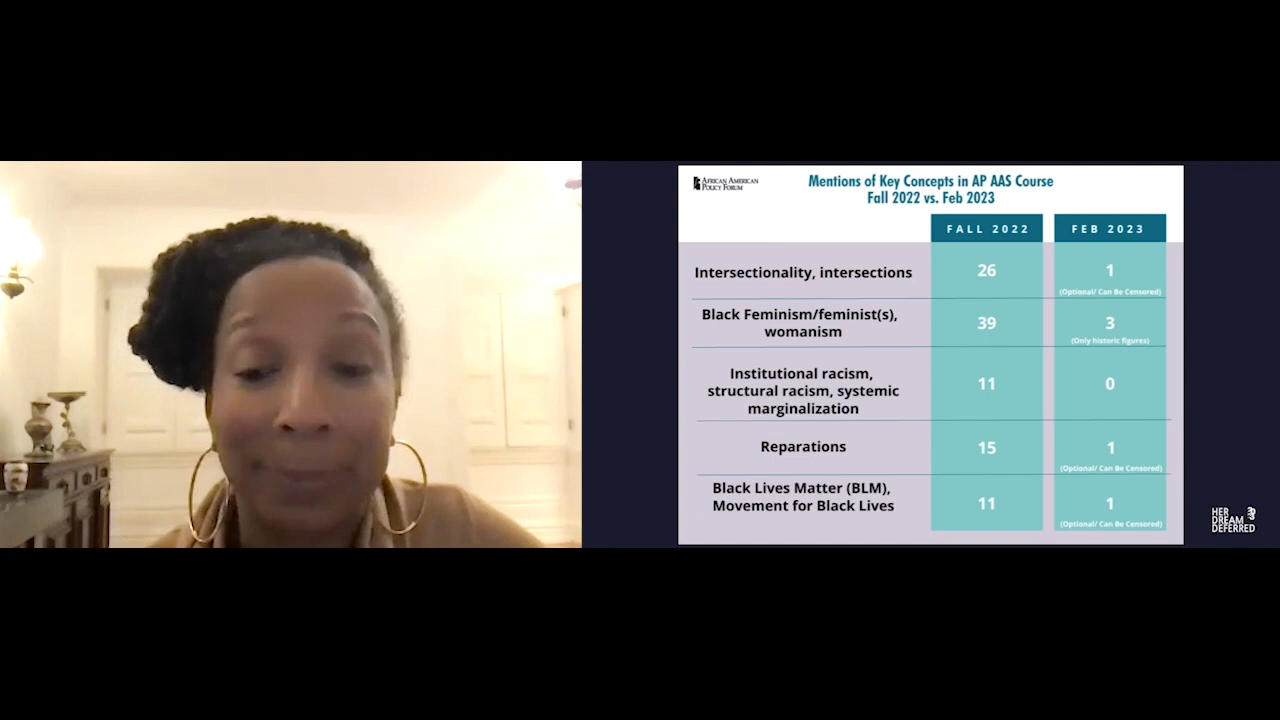 AFRICAN AMERICAN
POLICY FORUM
Mentions of Key Concepts in AP AAS Course
Fall 2022 vs. Feb 2023
FALL 2022
FEB 2023
Intersectionality, intersections
26
1
(Optional/ Can Be Censored)
Black Feminism/feminist(s),
womanism
39
3
(Only historic figures)
Institutional racism,
structural racism, systemic
marginalization
11
0
Reparations
15
1
(Optional/ Can Be Censored)
Black Lives Matter (BLM),
Movement for Black Lives
11
1
(Optional/ Can Be Censored)
HER
DREAM
DEFERRED